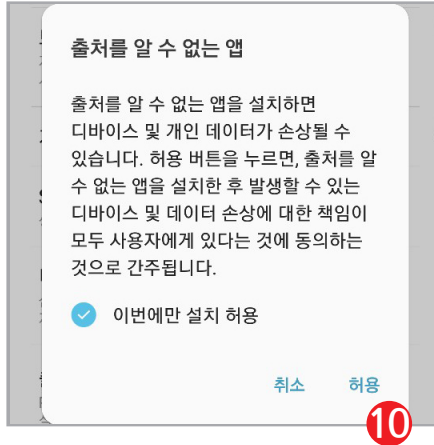 출처를 알 수 없는 앱
출처를 알 수 없는 앱을 설치하면
디바이스 및 개인 데이터가 손상될 수
있습니다. 허용 버튼을 누르면, 출처를 알
수 없는 앱을 설치한 후 발생할 수 있는
디바이스 및 데이터 손상에 대한 책임이
모두 사용자에게 있다는 것에 동의하는
것으로 간주됩니다.
이번에만 설치 허용
취소 허용
10